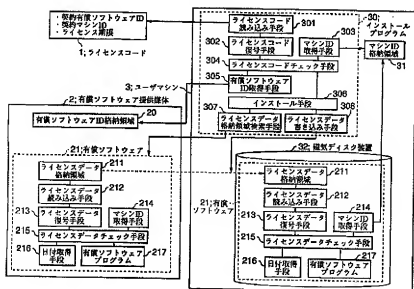 ・契約有償ソフトウェアID
・契約マシンID
・ライセンス期限
1;ライセンスコード
30;
インストール
プログラム
ライセンスコード
読み込み手段
301
302
ライセンスコード
復号手段
303
マシンID
取得手段
304
ライセンスコードチェック手段
マシンID
格納領域
31
305
有償ソフトウェア
ID取得手段
306
インストール手段
307
ライセンスデータ
格納領域検索手段
308
ライセンスデータ
書き込み手段
3;ユーザマシン
2;有償ソフトウェア提供媒体
20
有償ソフトウェアID格納領域
21;有償ソフトウェア
ライセンスデータ
格納領域
211
ライセンスデータ
読み込み手段
212
213
ライセンスデータ
復号手段
214
マシンID
取得手段
215
ライセンスデータチェック手段
216
日付取得
手段
217
有償ソフトウェア
プログラム
32;磁気ディスク装置
21;有償
ソフトウェア
ライセンスデータ
格納領域
211
ライセンスデータ
読み込み手段
212
213
ライセンスデータ
復号手段
214
マシンID
取得手段
215
ライセンスデータチェック手段
216
日付取得
手段
217
有償ソフトウェア
プログラム